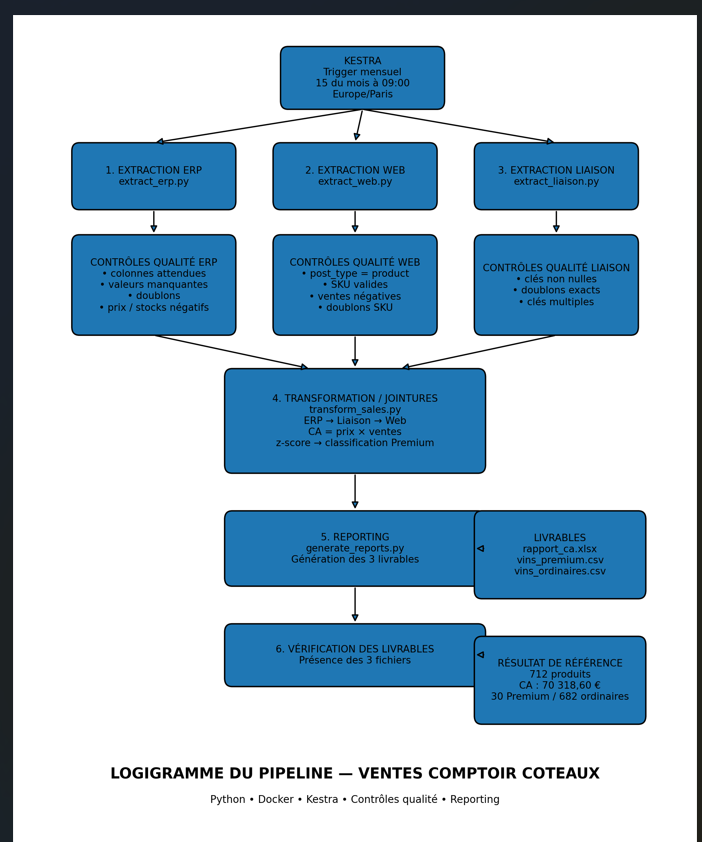 KESTRA
Trigger mensuel
15 du mois à 09:00
Europe/Paris
1. EXTRACTION ERP
extract_erp.py
2. EXTRACTION WEB
extract_web.py
3. EXTRACTION LIAISON
extract_liaison.py
CONTRÔLES QUALITÉ ERP
• colonnes attendues
• valeurs manquantes
• doublons
• prix / stocks négatifs
CONTRÔLES QUALITÉ WEB
• post_type = product
• SKU valides
• ventes négatives
• doublons SKU
CONTRÔLES QUALITÉ LIAISON
• clés non nulles
• doublons exacts
• clés multiples
4. TRANSFORMATION / JOINTURES
transform_sales.py
ERP → Liaison → Web
CA = prix × ventes
z-score → classification Premium
5. REPORTING
generate_reports.py
Génération des 3 livrables
LIVRABLES
rapport_ca.xlsx
vins_premium.csv
vins_ordinaires.csv
6. VÉRIFICATION DES LIVRABLES
Présence des 3 fichiers
RÉSULTAT DE RÉFÉRENCE
712 produits
CA : 70 318,60 €
30 Premium / 682 ordinaires
LOGIGRAMME DU PIPELINE — VENTES COMPTOIR COTEAUX
Python • Docker • Kestra • Contrôles qualité • Reporting